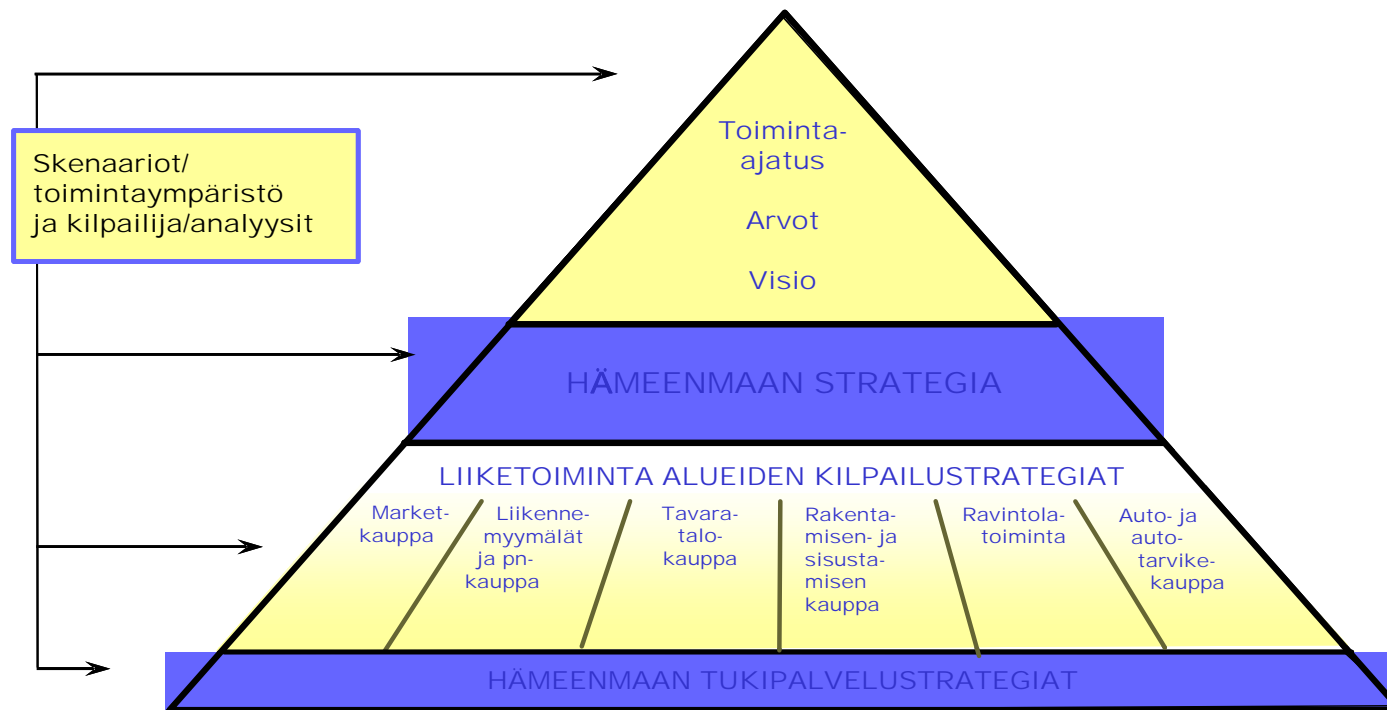 Toiminta-
ajatus
Arvot
Visio
Skenaariot/
toimintaympäristö
ja kilpailija/analyysit
HÄMEENMAAN STRATEGIA
LIIKETOIMINTA ALUEIDEN KILPAILUSTRATEGIAT
Market-
kauppa
Liikenne-
myymälät
ja pn-
kauppa
Tavara-
talo-
kauppa
Rakenta-
misen- ja
sisusta-
misen
kauppa
Ravintola-
toiminta
Auto- ja
auto-
tarvike-
kauppa
HÄMEENMAAN TUKIPALVELUSTRATEGIAT